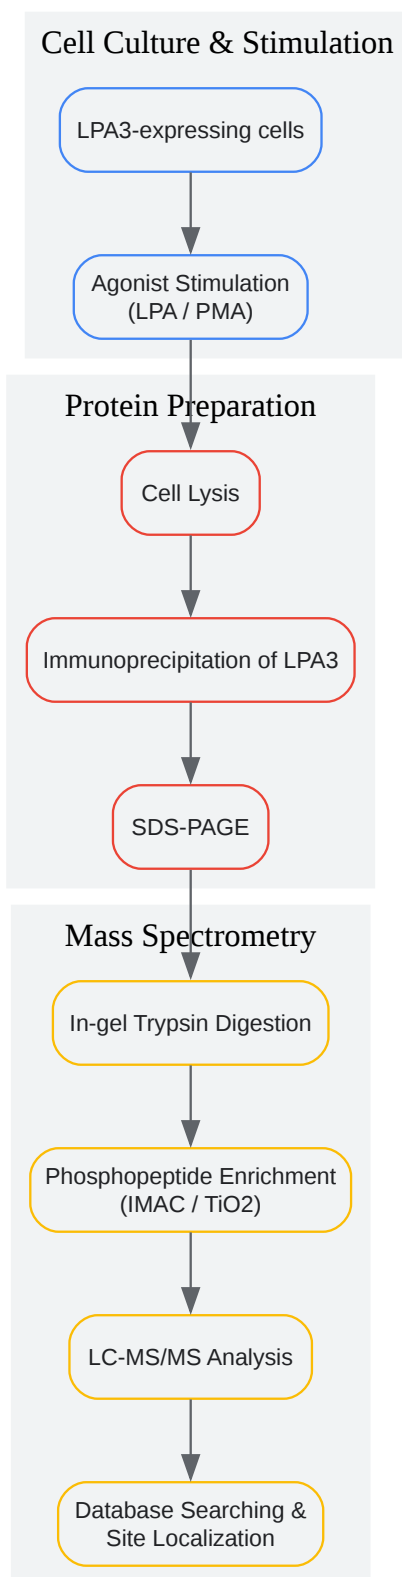 Cell Culture & Stimulation
LPA3-expressing cells
Agonist Stimulation
(LPA / PMA)
Protein Preparation
Cell Lysis
Immunoprecipitation of LPA3
SDS-PAGE
Mass Spectrometry
In-gel Trypsin Digestion
Phosphopeptide Enrichment
(IMAC / TiO2)
LC-MS/MS Analysis
Database Searching &
Site Localization